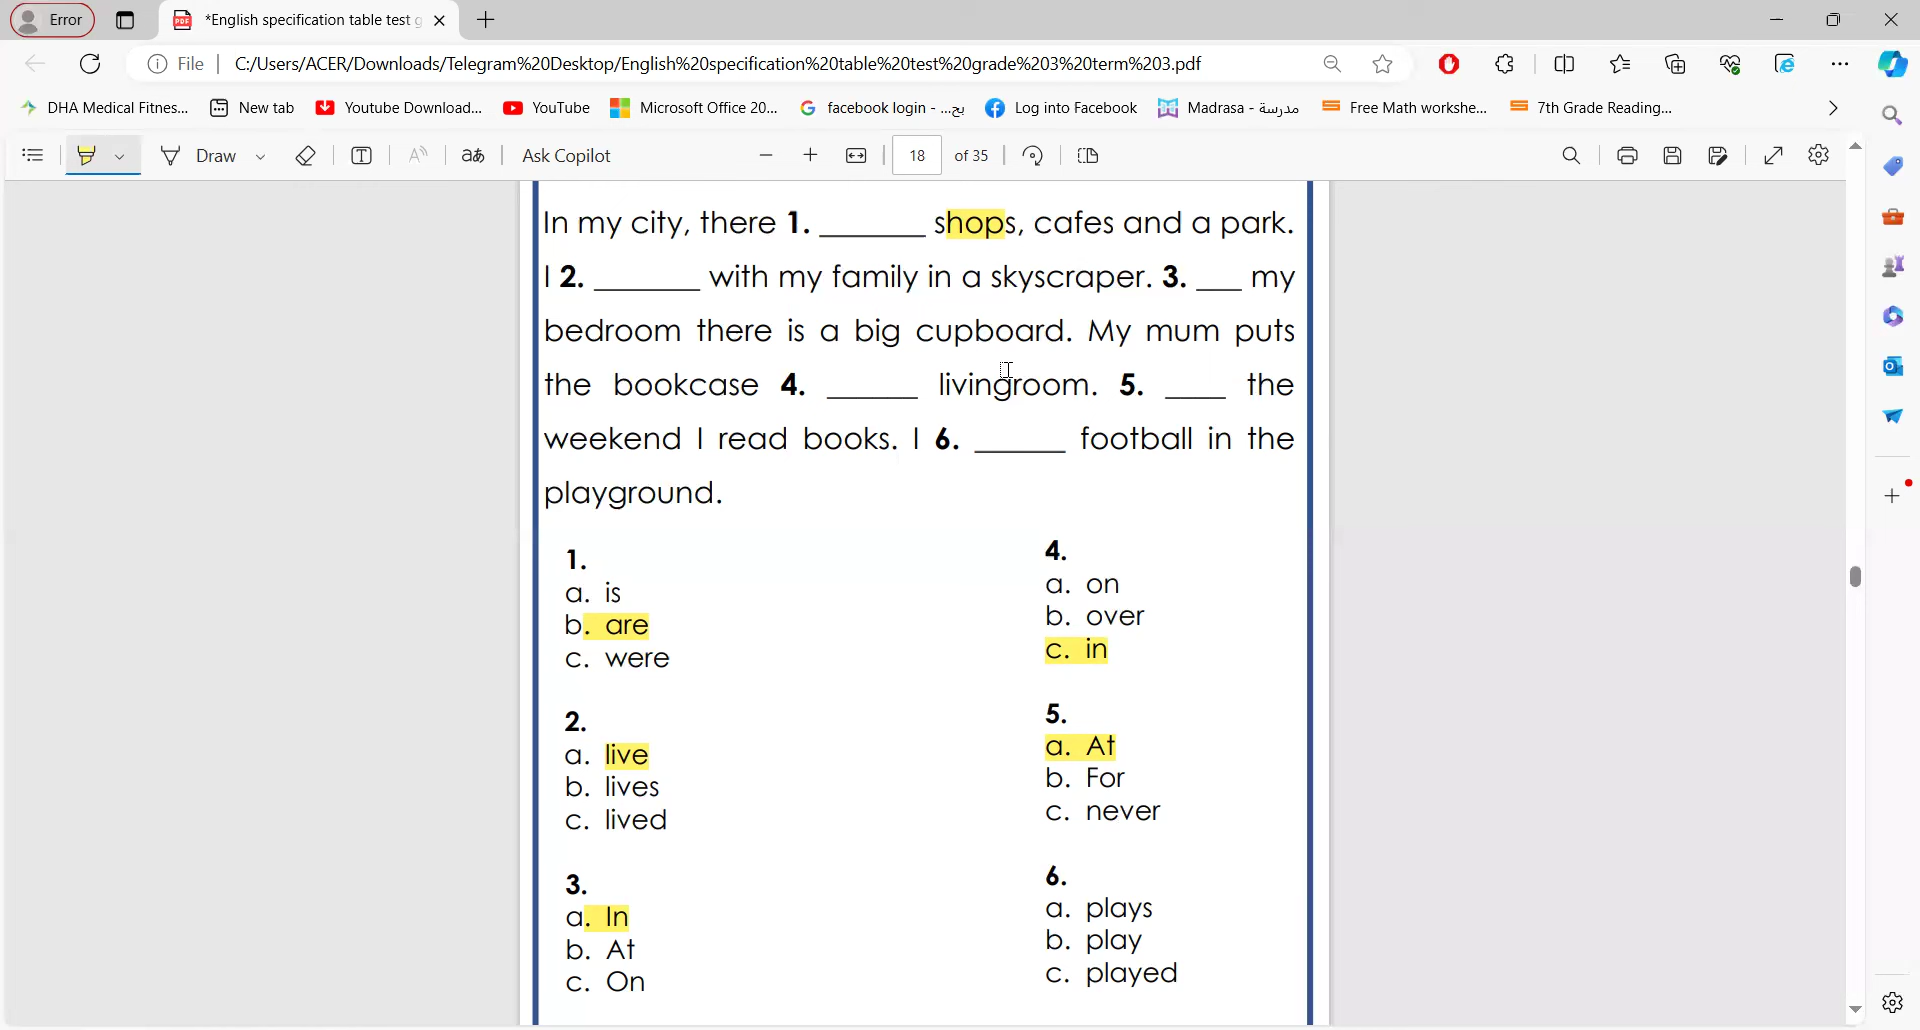 Error
*English specification table test g
File
C:/Users/ACER/Downloads/Telegram%20Desktop/English%20specification%20table%20test%20grade%203%20term%203.pdf
DHA Medical Fitnes...
New tab
Youtube Download...
YouTube
Microsoft Office 20...
facebook login - ...بح
Log into Facebook
Madrasa - مدرسة
Free Math workshe...
7th Grade Reading...
Draw
Ask Copilot
18 of 35
In my city, there 1. _______ shops, cafes and a park.
I 2. _______ with my family in a skyscraper. 3. ___ my
bedroom there is a big cupboard. My mum puts
the bookcase 4. ______ livingroom. 5. ____ the
weekend I read books. I 6. ______ football in the
playground.
1.
a. is
b. are
c. were
2.
a. live
b. lives
c. lived
3.
a. In
b. At
c. On
4.
a. on
b. over
c. in
5.
a. At
b. For
c. never
6.
a. plays
b. play
c. played